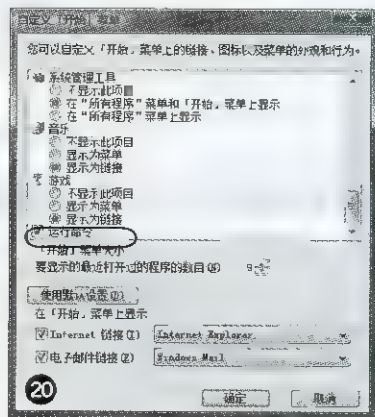 自定义「开始」菜单
您可以自定义「开始」菜单上的链接、图标以及菜单的外观和行为。
系统管理工具
不显示此项目
在“所有程序”菜单和「开始」菜单上显示
在“所有程序”菜单上显示
音乐
不显示此项目
显示为菜单
显示为链接
游戏
不显示此项目
显示为菜单
显示为链接
运行命令
「开始」菜单大小
要显示的最近打开过的程序的数目(N)
9
使用默认设置(D)
在「开始」菜单上显示
Internet 链接(I)
Internet Explorer
电子邮件链接(E)
Windows Mail
20
确定
取消